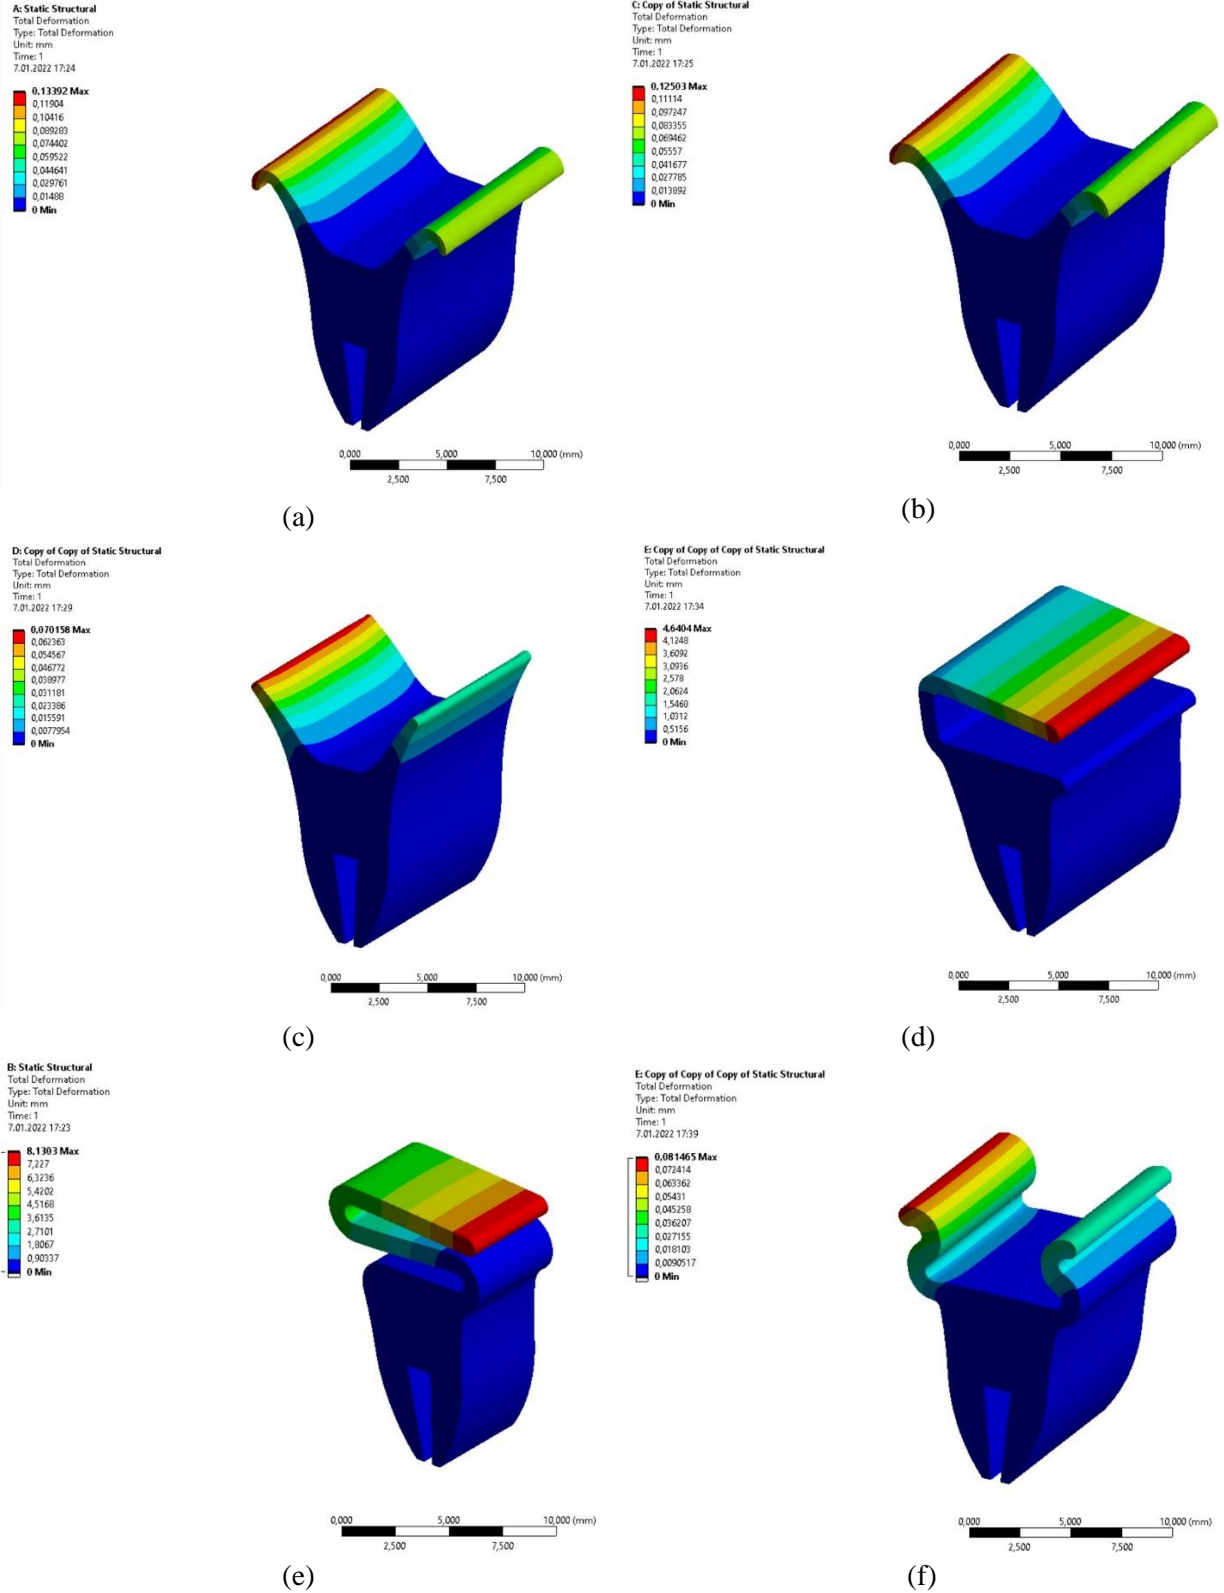 A: Static Structural
Total Deformation
Type: Total Deformation
Unit: mm
Time: 1
7.01.2022 17:24
0.13392 Max
0,11904
0,10416
0,089283
0,074402
0,059522
0,044641
0,029761
0,01488
0 Min
0,000 5,000 10,000 (mm)
2,500 7,500
(a)
C: Copy of Static Structural
Total Deformation
Type: Total Deformation
Unit: mm
Time: 1
7.01.2022 17:25
0.12503 Max
0,11114
0,097247
0,083355
0,069462
0,05557
0,041677
0,027785
0,013892
0 Min
0,000 5,000 10,000 (mm)
2,500 7,500
(b)
D: Copy of Copy of Static Structural
Total Deformation
Type: Total Deformation
Unit: mm
Time: 1
7.01.2022 17:29
0,070158 Max
0,062363
0,054567
0,046772
0,038977
0,031181
0,023386
0,015591
0,0077954
0 Min
0,000 5,000 10,000 (mm)
2,500 7,500
(c)
E: Copy of Copy of Copy of Static Structural
Total Deformation
Type: Total Deformation
Unit: mm
Time: 1
7.01.2022 17:34
4.6404 Max
4,1248
3,6092
3,0936
2,578
2,0624
1,5468
1,0312
0,5156
0 Min
0,000 5,000 10,000 (mm)
2,500 7,500
(d)
B: Static Structural
Total Deformation
Type: Total Deformation
Unit: mm
Time: 1
7.01.2022 17:23
8.1303 Max
7,227
6,3236
5,4202
4,5168
3,6135
2,7101
1,8067
0,90337
0 Min
0,000 5,000 10,000 (mm)
2,500 7,500
(e)
E: Copy of Copy of Copy of Static Structural
Total Deformation
Type: Total Deformation
Unit: mm
Time: 1
7.01.2022 17:39
0,081465 Max
0,072414
0,063362
0,05431
0,045258
0,036207
0,027155
0,018103
0,0090517
0 Min
0,000 5,000 10,000 (mm)
2,500 7,500
(f)